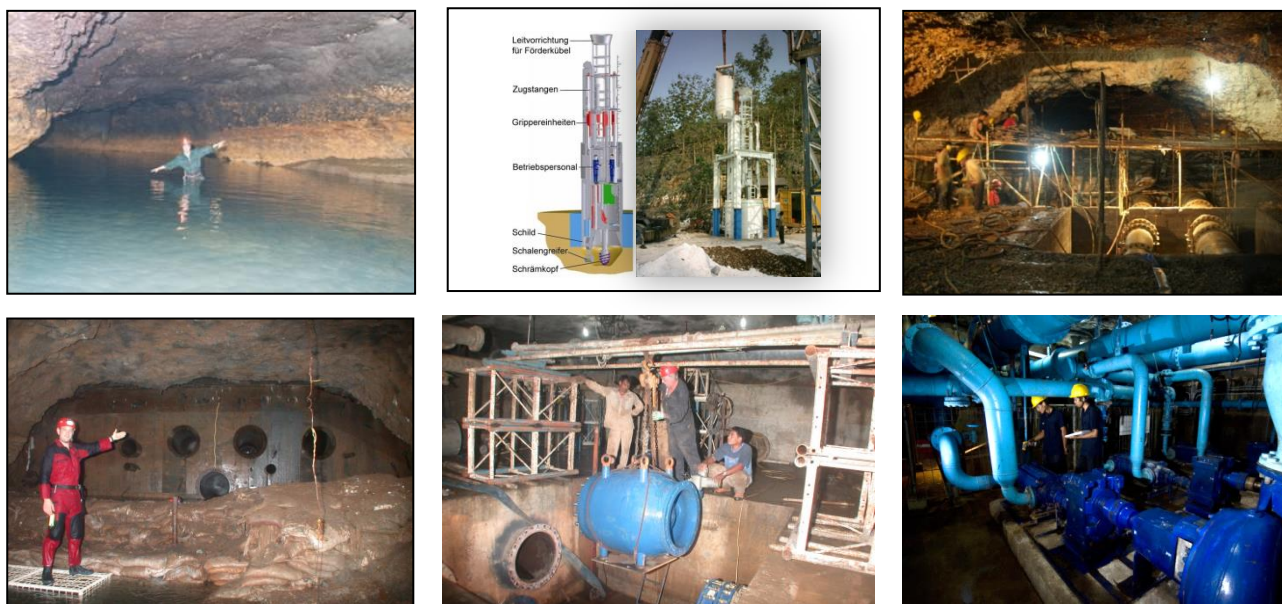 Leitvorrichtung
für Förderkübel
Zugstangen
Grippereinheiten
Betriebspersonal
Schild
Schalengreifer
Schrämkopf